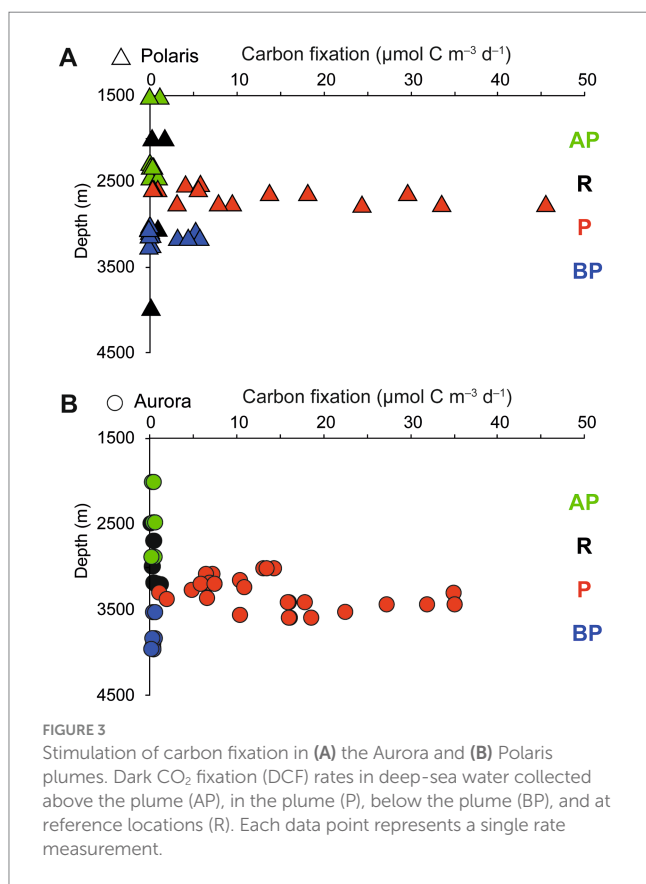 A △ Polaris Carbon fixation (µmol C m⁻³ d⁻¹)
0 10 20 30 40 50
1500
2500
3500
4500
Depth (m)
AP
R
P
BP
B ○ Aurora Carbon fixation (µmol C m⁻³ d⁻¹)
0 10 20 30 40 50
1500
2500
3500
4500
Depth (m)
AP
R
P
BP
FIGURE 3
Stimulation of carbon fixation in (A) the Aurora and (B) Polaris
plumes. Dark CO₂ fixation (DCF) rates in deep-sea water collected
above the plume (AP), in the plume (P), below the plume (BP), and at
reference locations (R). Each data point represents a single rate
measurement.